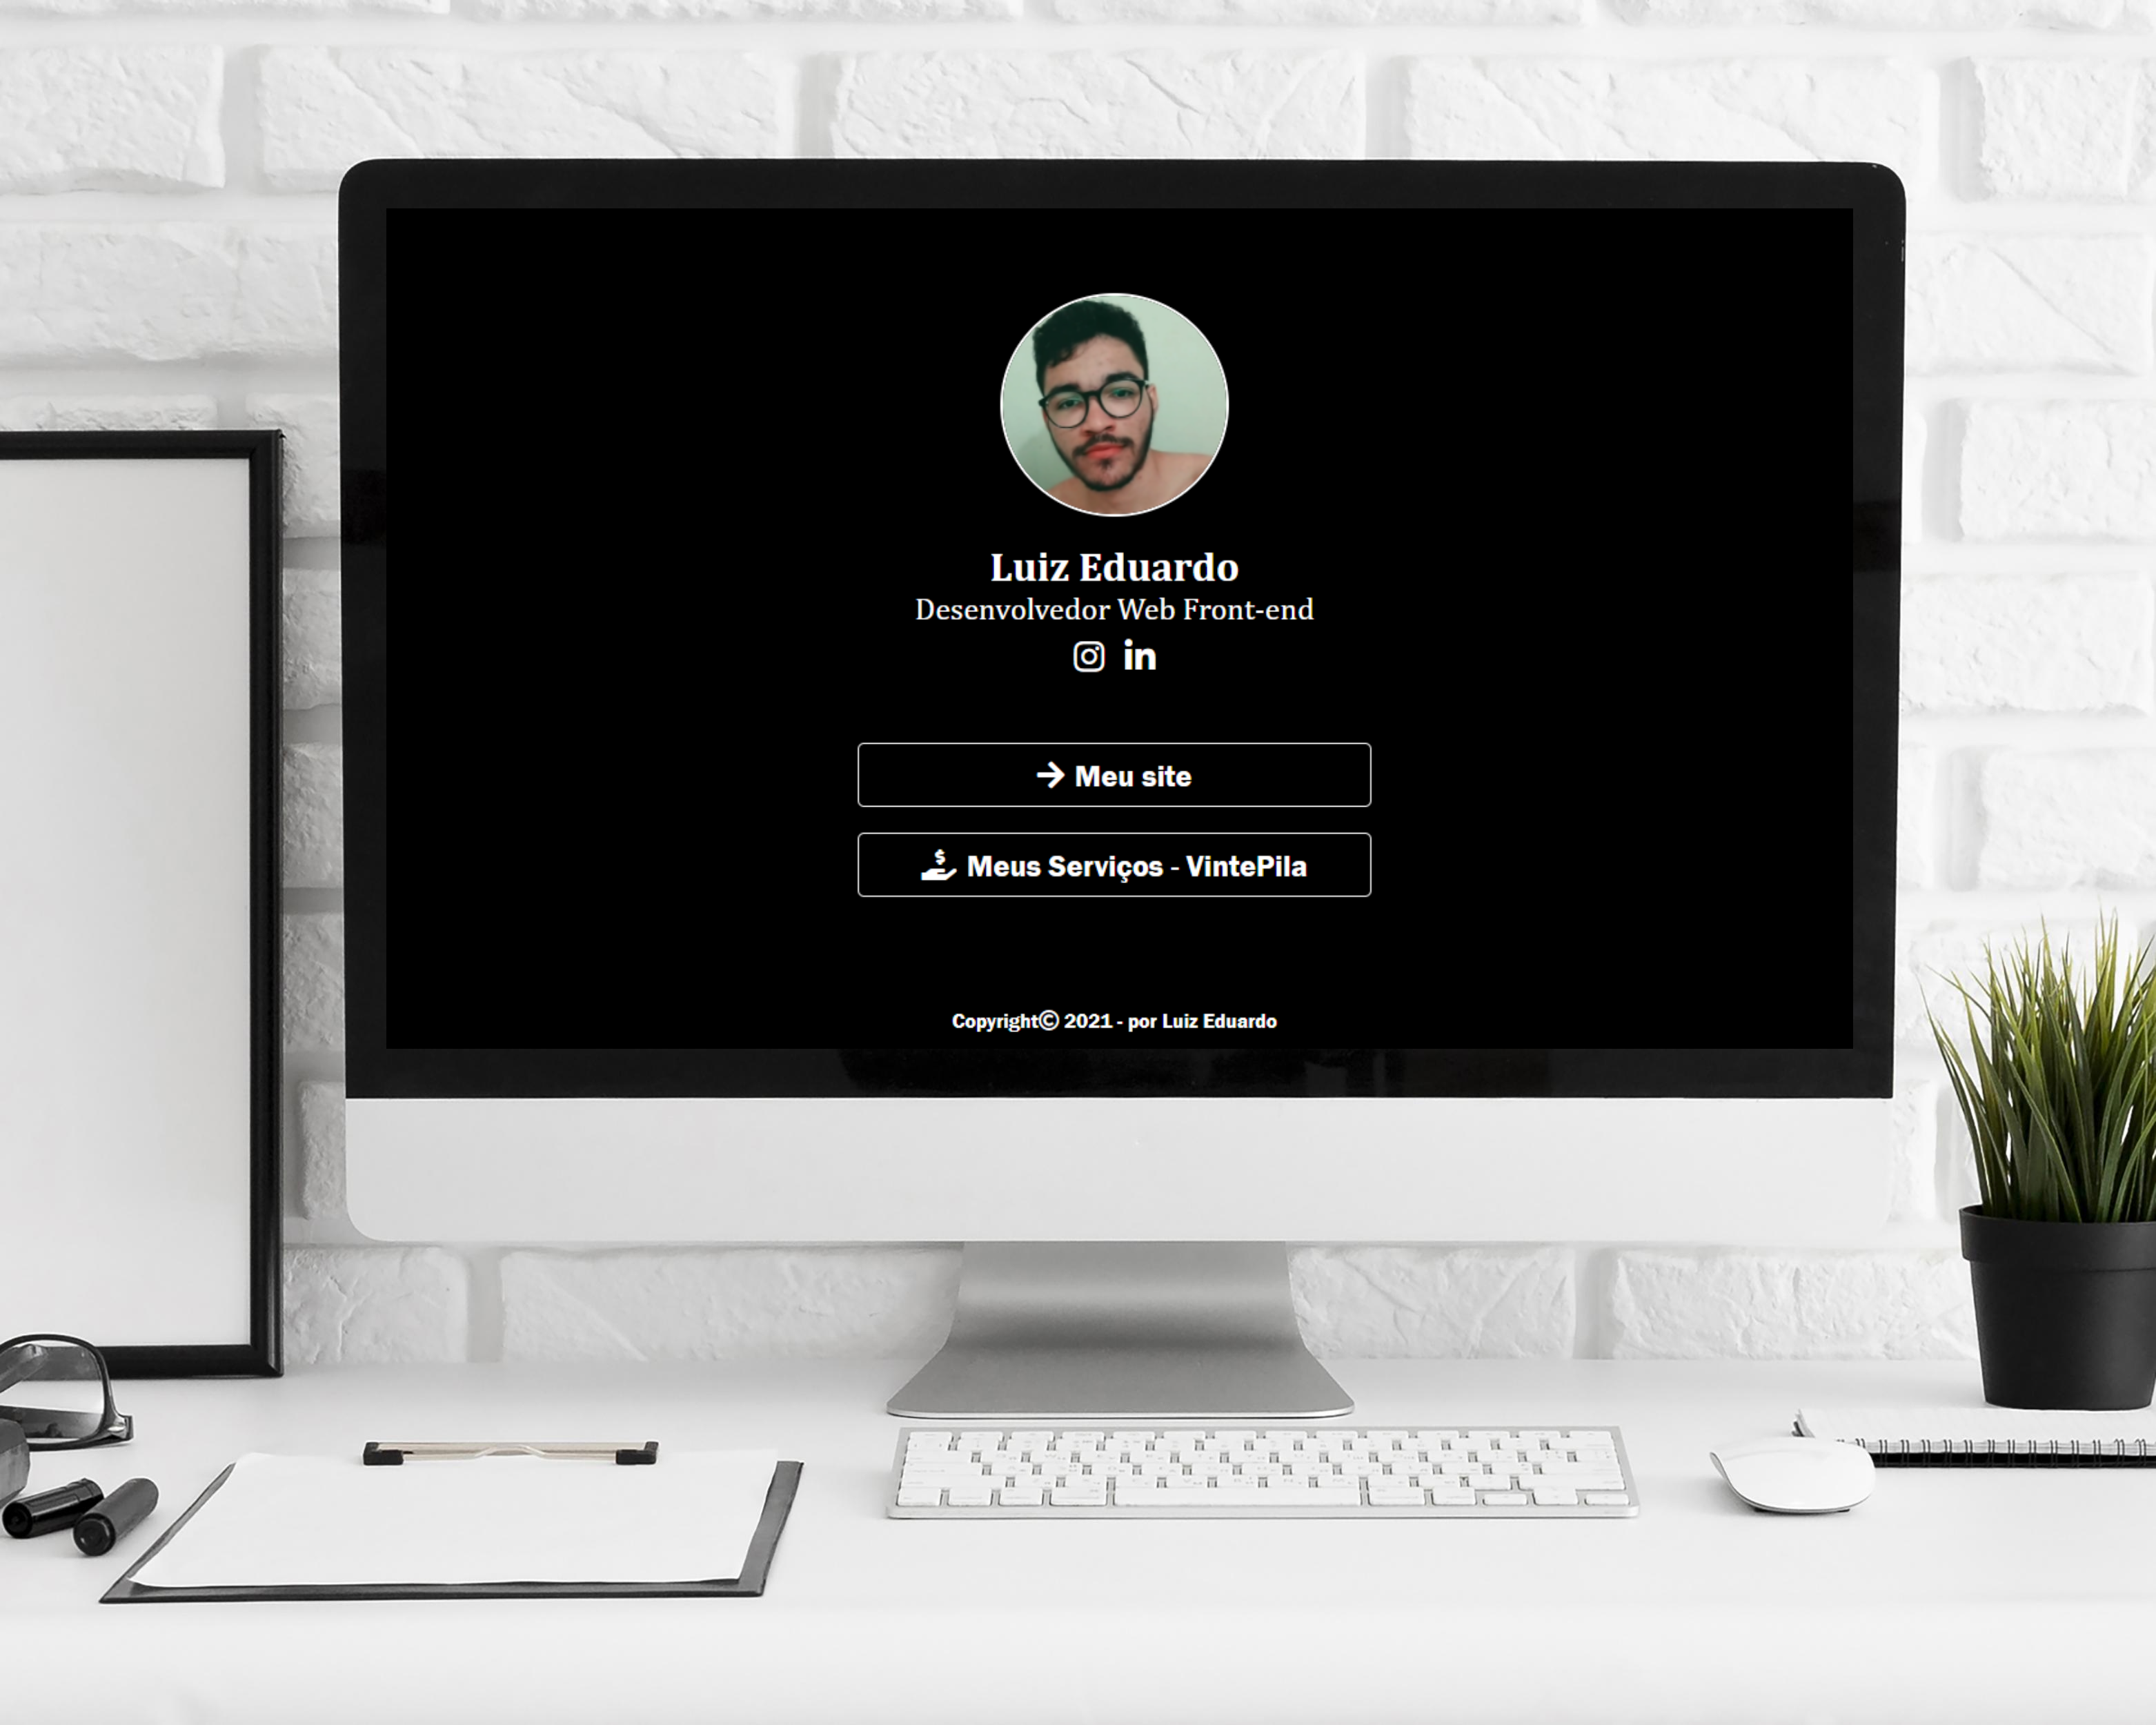 Luiz Eduardo
Desenvolvedor Web Front-end
in
Meu site
Meus Serviços - VintePila
Copyright© 2021 - por Luiz Eduardo